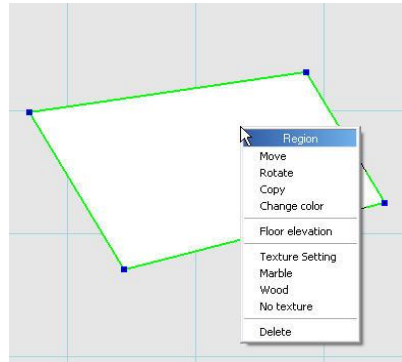 Region
Move
Rotate
Copy
Change color
Floor elevation
Texture Setting
Marble
Wood
No texture
Delete